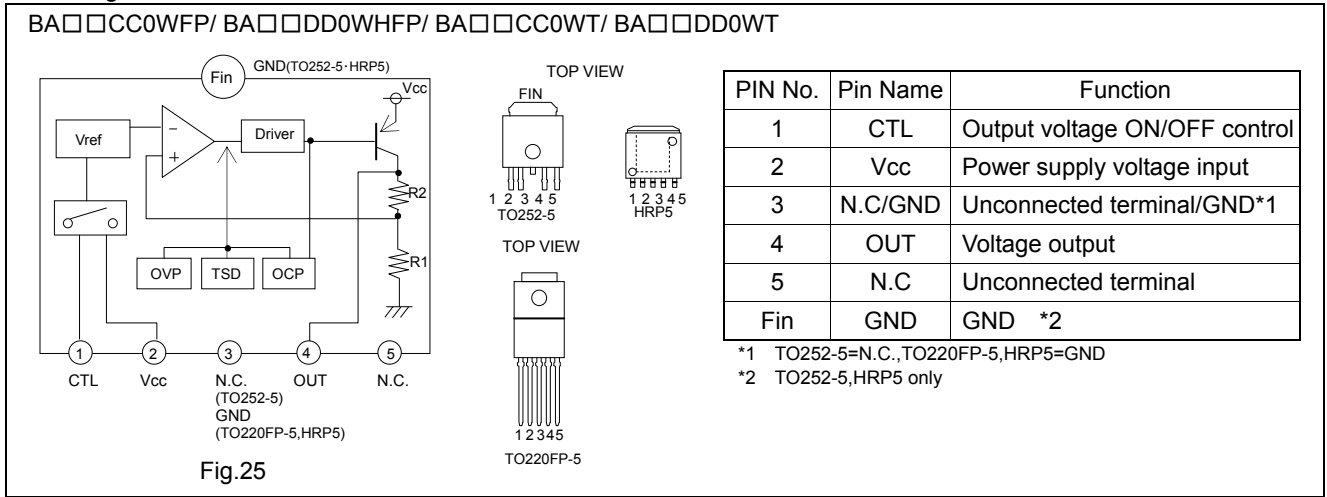 BA□□CC0WFP/ BA□□DD0WHFP/ BA□□CC0WT/ BA□□DD0WT
Fin
GND(TO252-5･HRP5)
Vcc
Vref
−
+
Driver
R2
R1
OVP
TSD
OCP
1
2
3
4
5
CTL
Vcc
N.C.
(TO252-5)
GND
(TO220FP-5,HRP5)
OUT
N.C.
Fig.25
TOP VIEW
FIN
1 2 3 4 5
TO252-5
1 2 3 4 5
HRP5
TOP VIEW
1 2 3 4 5
TO220FP-5
PIN No. Pin Name Function
1 CTL Output voltage ON/OFF control
2 Vcc Power supply voltage input
3 N.C/GND Unconnected terminal/GND*1
4 OUT Voltage output
5 N.C Unconnected terminal
Fin GND GND *2
*1 TO252-5=N.C.,TO220FP-5,HRP5=GND
*2 TO252-5,HRP5 only